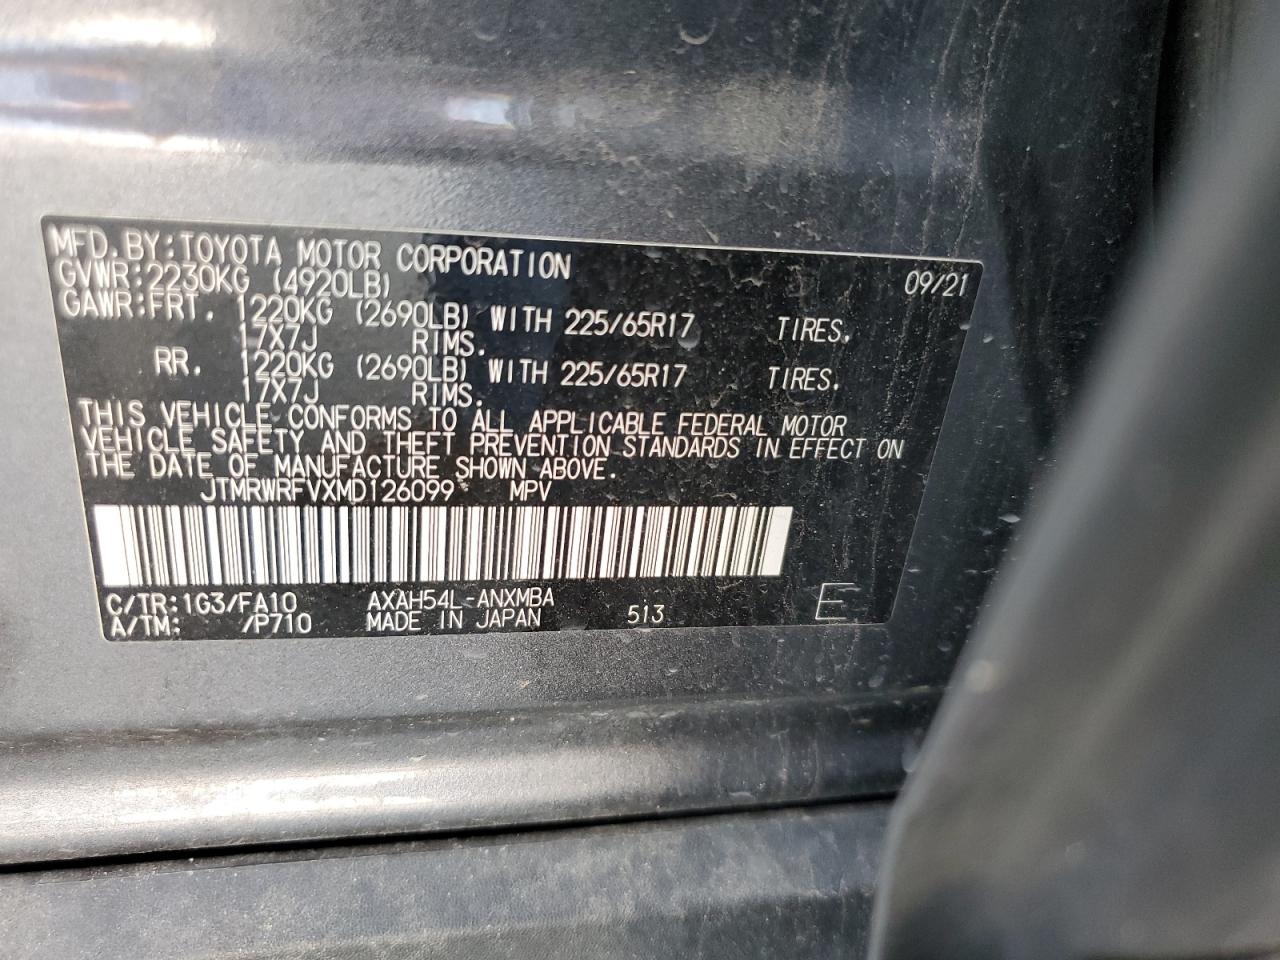 MFD.BY:TOYOTA MOTOR CORPORATION 09/21
GVWR:2230KG (4920LB)
GAWR:FRT. 1220KG (2690LB) WITH 225/65R17 TIRES,
17X7J RIMS.
RR. 1220KG (2690LB) WITH 225/65R17 TIRES.
17X7J RIMS.
THIS VEHICLE CONFORMS TO ALL APPLICABLE FEDERAL MOTOR
VEHICLE SAFETY AND THEFT PREVENTION STANDARDS IN EFFECT ON
THE DATE OF MANUFACTURE SHOWN ABOVE.
JTMRWRFVXMD126099 MPV
C/TR:1G3/FA10 AXAH54L-ANXMBA
A/TM: /P710 MADE IN JAPAN 513 E